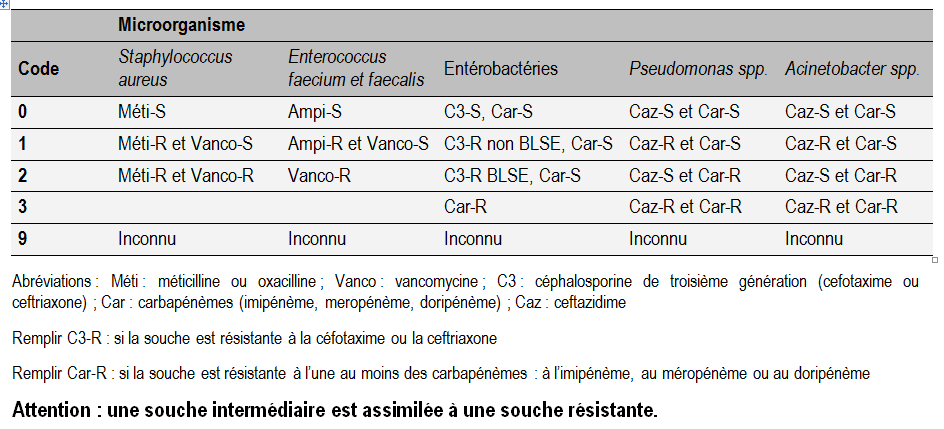 Microorganisme
Code Staphylococcus aureus Enterococcus faecium et faecalis Entérobactéries Pseudomonas spp. Acinetobacter spp.
0 Méti-S Ampi-S C3-S, Car-S Caz-S et Car-S Caz-S et Car-S
1 Méti-R et Vanco-S Ampi-R et Vanco-S C3-R non BLSE, Car-S Caz-R et Car-S Caz-R et Car-S
2 Méti-R et Vanco-R Vanco-R C3-R BLSE, Car-S Caz-S et Car-R Caz-S et Car-R
3 Car-R Caz-R et Car-R Caz-R et Car-R
9 Inconnu Inconnu Inconnu Inconnu Inconnu
Abréviations : Méti : méticilline ou oxacilline ; Vanco : vancomycine ; C3 : céphalosporine de troisième génération (cefotaxime ou
ceftriaxone) ; Car : carbapénèmes (imipénème, meropénème, doripénème) ; Caz : ceftazidime
Remplir C3-R : si la souche est résistante à la céfotaxime ou la ceftriaxone
Remplir Car-R : si la souche est résistante à l'une au moins des carbapénèmes : à l'imipénème, au méropénème ou au doripénème
Attention : une souche intermédiaire est assimilée à une souche résistante.